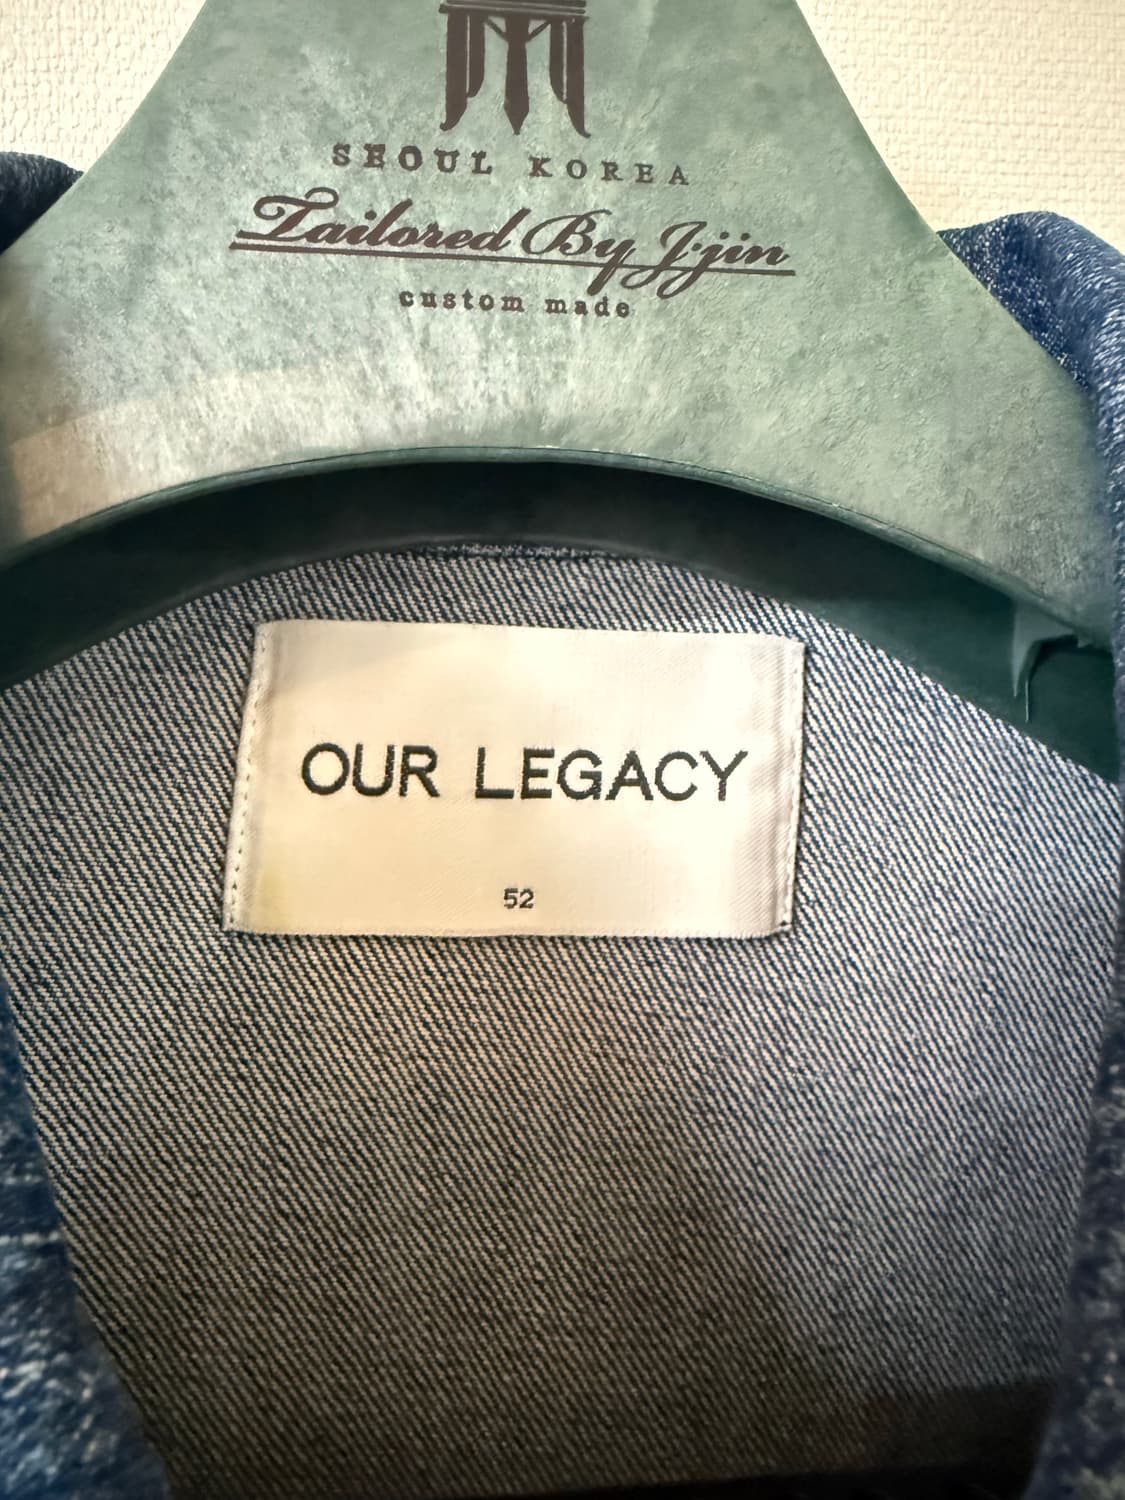 SEOUL KOREA
Tailored By J.jin
custom made
OUR LEGACY
52